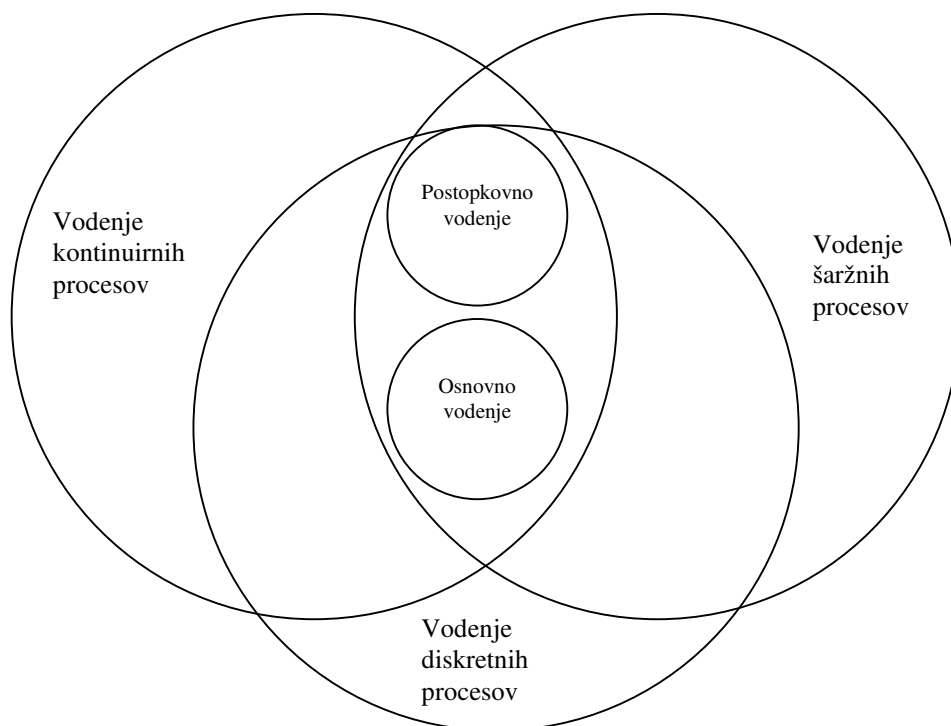 Postopkovno
vodenje
Vodenje
kontinuirnih
procesov
Vodenje
šaržnih
procesov
Osnovno
vodenje
Vodenje
diskretnih
procesov